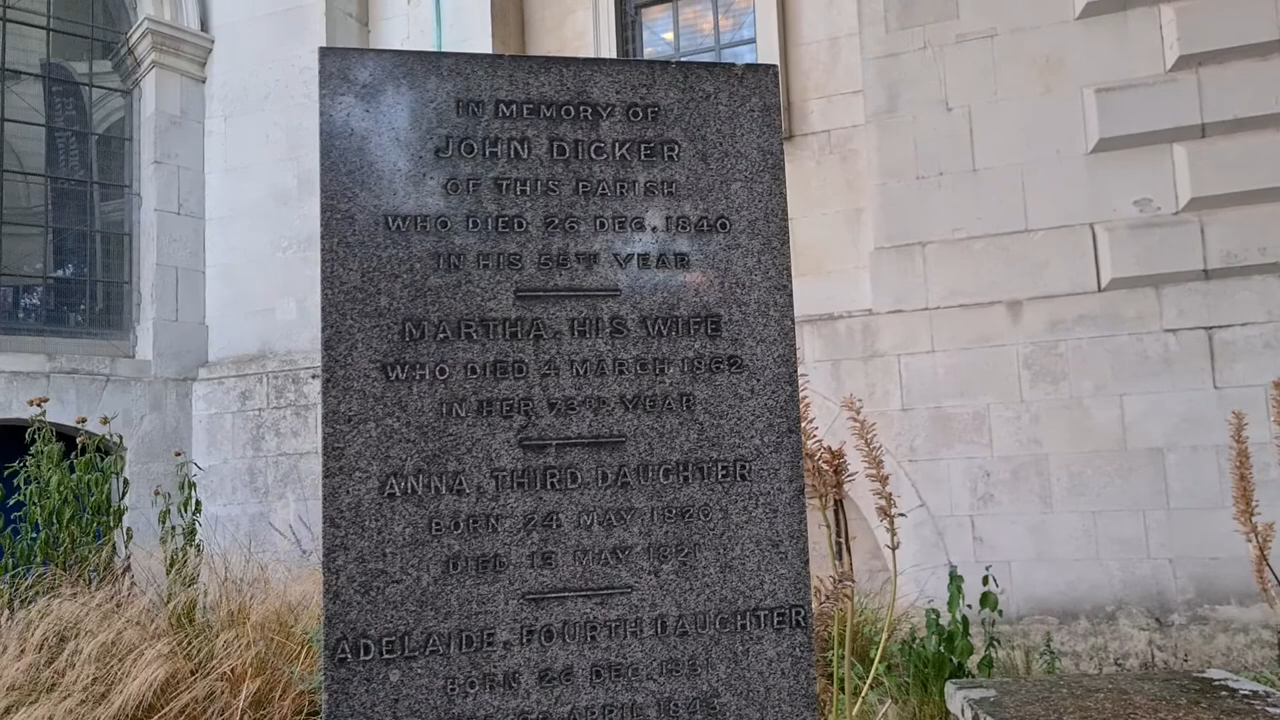 IN MEMORY OF
JOHN DICKER
OF THIS PARISH
WHO DIED 26 DEC. 1840
IN HIS 55TH YEAR
MARTHA, HIS WIFE
WHO DIED 4 MARCH 1862
IN HER 73RD YEAR
ANNA, THIRD DAUGHTER
BORN 24 MAY 1820
DIED 13 MAY 1821
ADELAIDE, FOURTH DAUGHTER
BORN 26 DEC. 1831
APRIL 1843